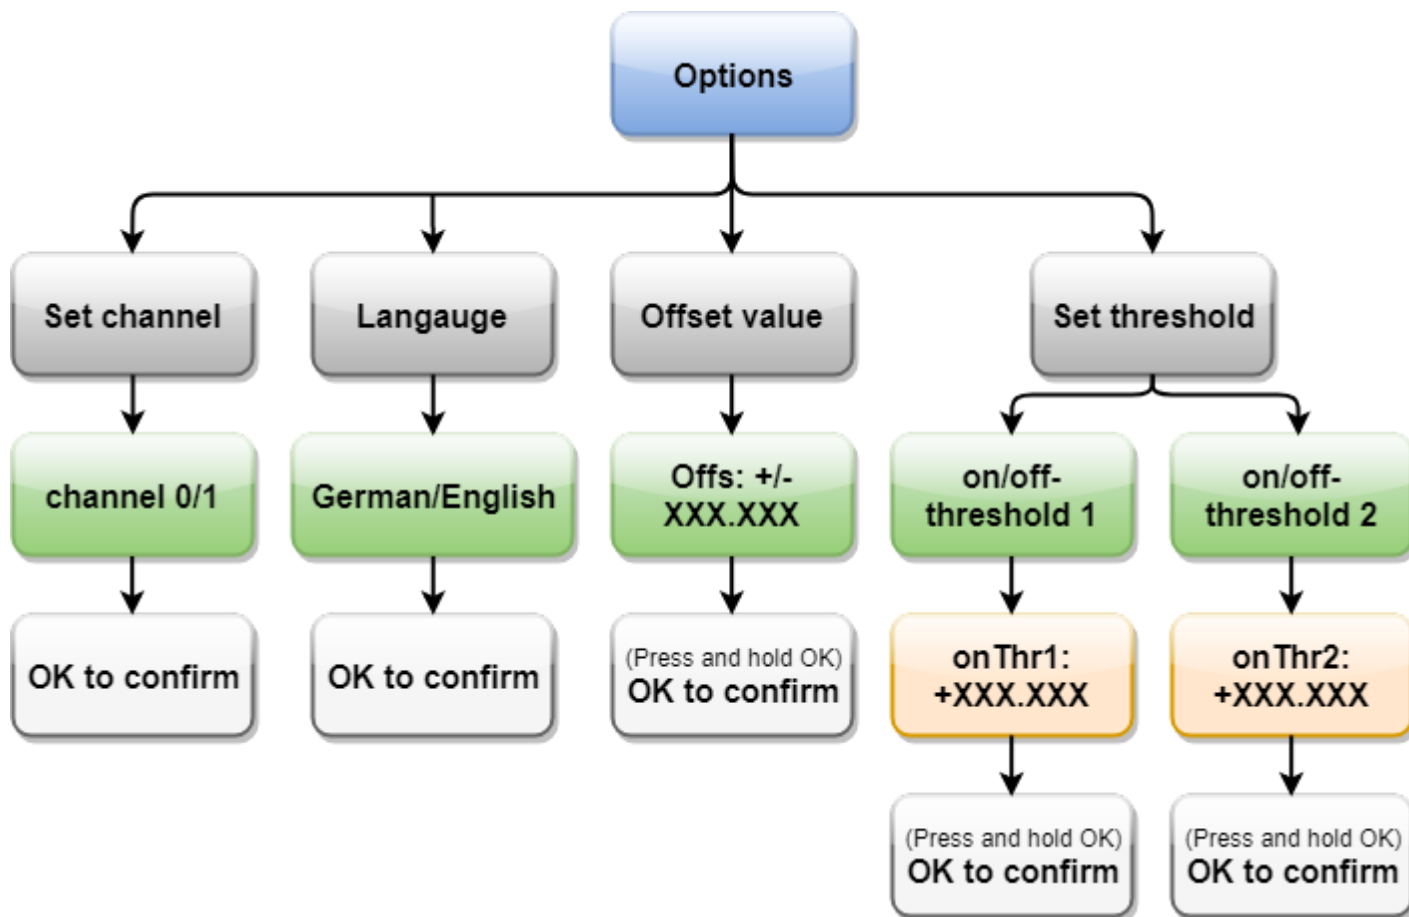 Options
Set channel
Langauge
Offset value
Set threshold
channel 0/1
German/English
Offs: +/-
XXX.XXX
on/off-
threshold 1
on/off-
threshold 2
OK to confirm
OK to confirm
(Press and hold OK)
OK to confirm
onThr1:
+XXX.XXX
onThr2:
+XXX.XXX
(Press and hold OK)
OK to confirm
(Press and hold OK)
OK to confirm